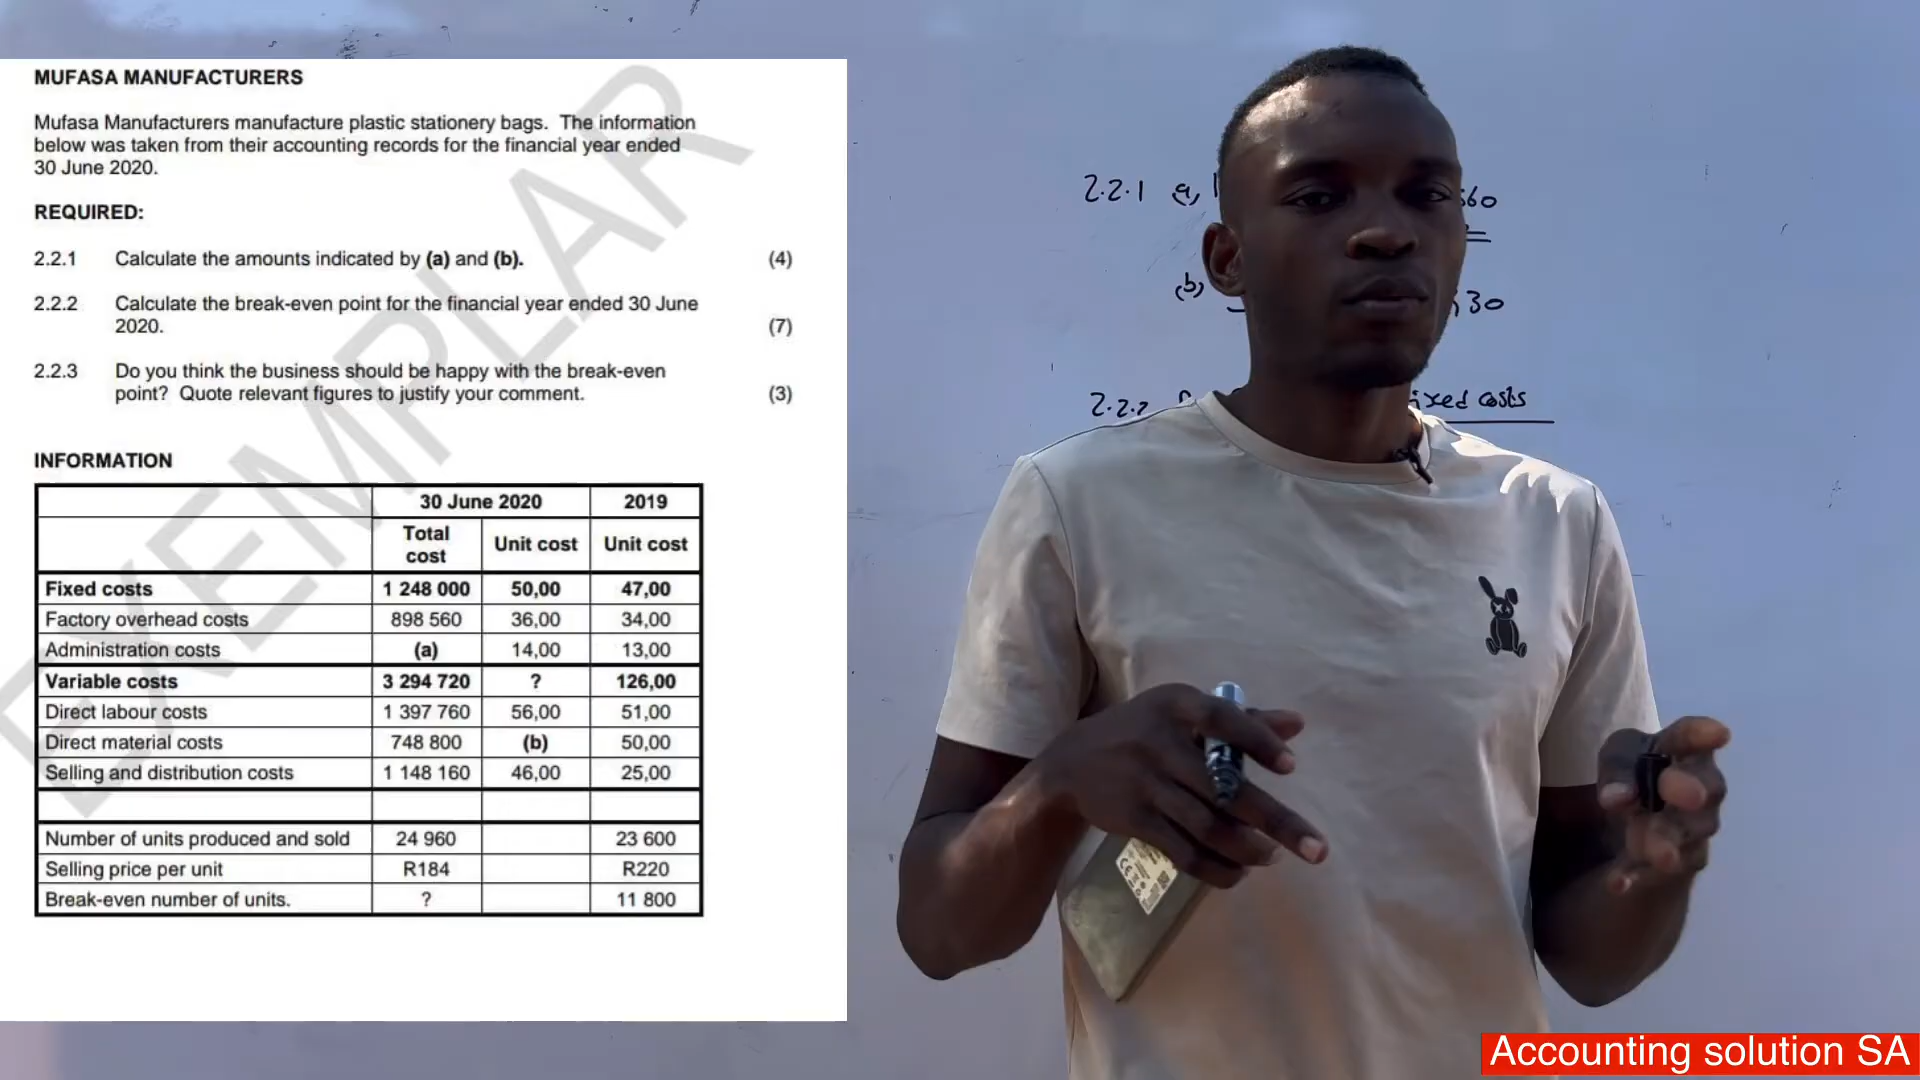 MUFASA MANUFACTURERS
Mufasa Manufacturers manufacture plastic stationery bags. The information
below was taken from their accounting records for the financial year ended
30 June 2020.
REQUIRED:
2.2.1 Calculate the amounts indicated by (a) and (b). (4)
2.2.2 Calculate the break-even point for the financial year ended 30 June
2020. (7)
2.2.3 Do you think the business should be happy with the break-even
point? Quote relevant figures to justify your comment. (3)
INFORMATION
30 June 2020 2019
Total cost Unit cost Unit cost
Fixed costs 1 248 000 50,00 47,00
Factory overhead costs 898 560 36,00 34,00
Administration costs (a) 14,00 13,00
Variable costs 3 294 720 ? 126,00
Direct labour costs 1 397 760 56,00 51,00
Direct material costs 748 800 (b) 50,00
Selling and distribution costs 1 148 160 46,00 25,00
Number of units produced and sold 24 960 23 600
Selling price per unit R184 R220
Break-even number of units. ? 11 800
EXEMPLAR
2.2.1 a,
60
(b)
30
2.2.2 costs
Accounting solution SA